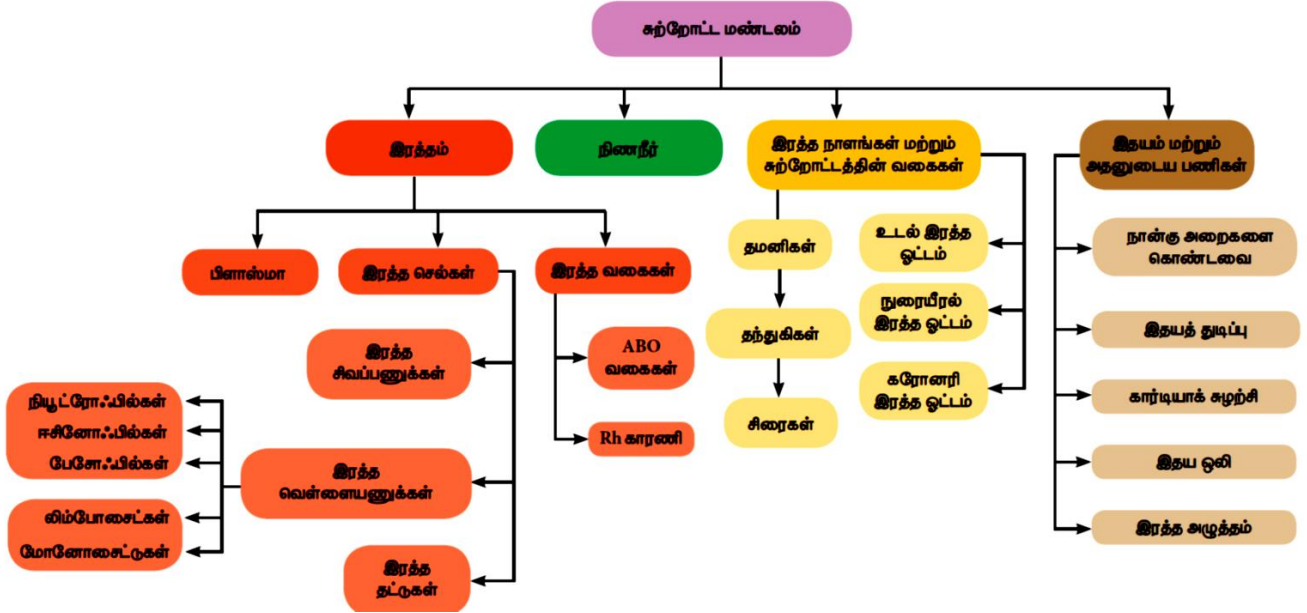 சுற்றோட்ட மண்டலம்
இரத்தம்
நிணநீர்
இரத்த நாளங்கள் மற்றும்
சுற்றோட்டத்தின் வகைகள்
இதயம் மற்றும்
அதனுடைய பணிகள்
பிளாஸ்மா
இரத்த செல்கள்
இரத்த வகைகள்
தமனிகள்
உடல் இரத்த
ஓட்டம்
நான்கு அறைகளை
கொண்டவை
இரத்த
சிவப்பணுக்கள்
ABO
வகைகள்
தந்துகிகள்
நுரையீரல்
இரத்த ஓட்டம்
இதயத் துடிப்பு
நியூட்ரோஃபில்கள்
ஈசினோஃபில்கள்
பேசோஃபில்கள்
Rh காரணி
சிரைகள்
கரோனரி
இரத்த ஓட்டம்
கார்டியாக் சுழற்சி
இரத்த
வெள்ளையணுக்கள்
இதய ஒலி
லிம்போசைட்கள்
மோனோசைட்டுகள்
இரத்த
தட்டுகள்
இரத்த அழுத்தம்